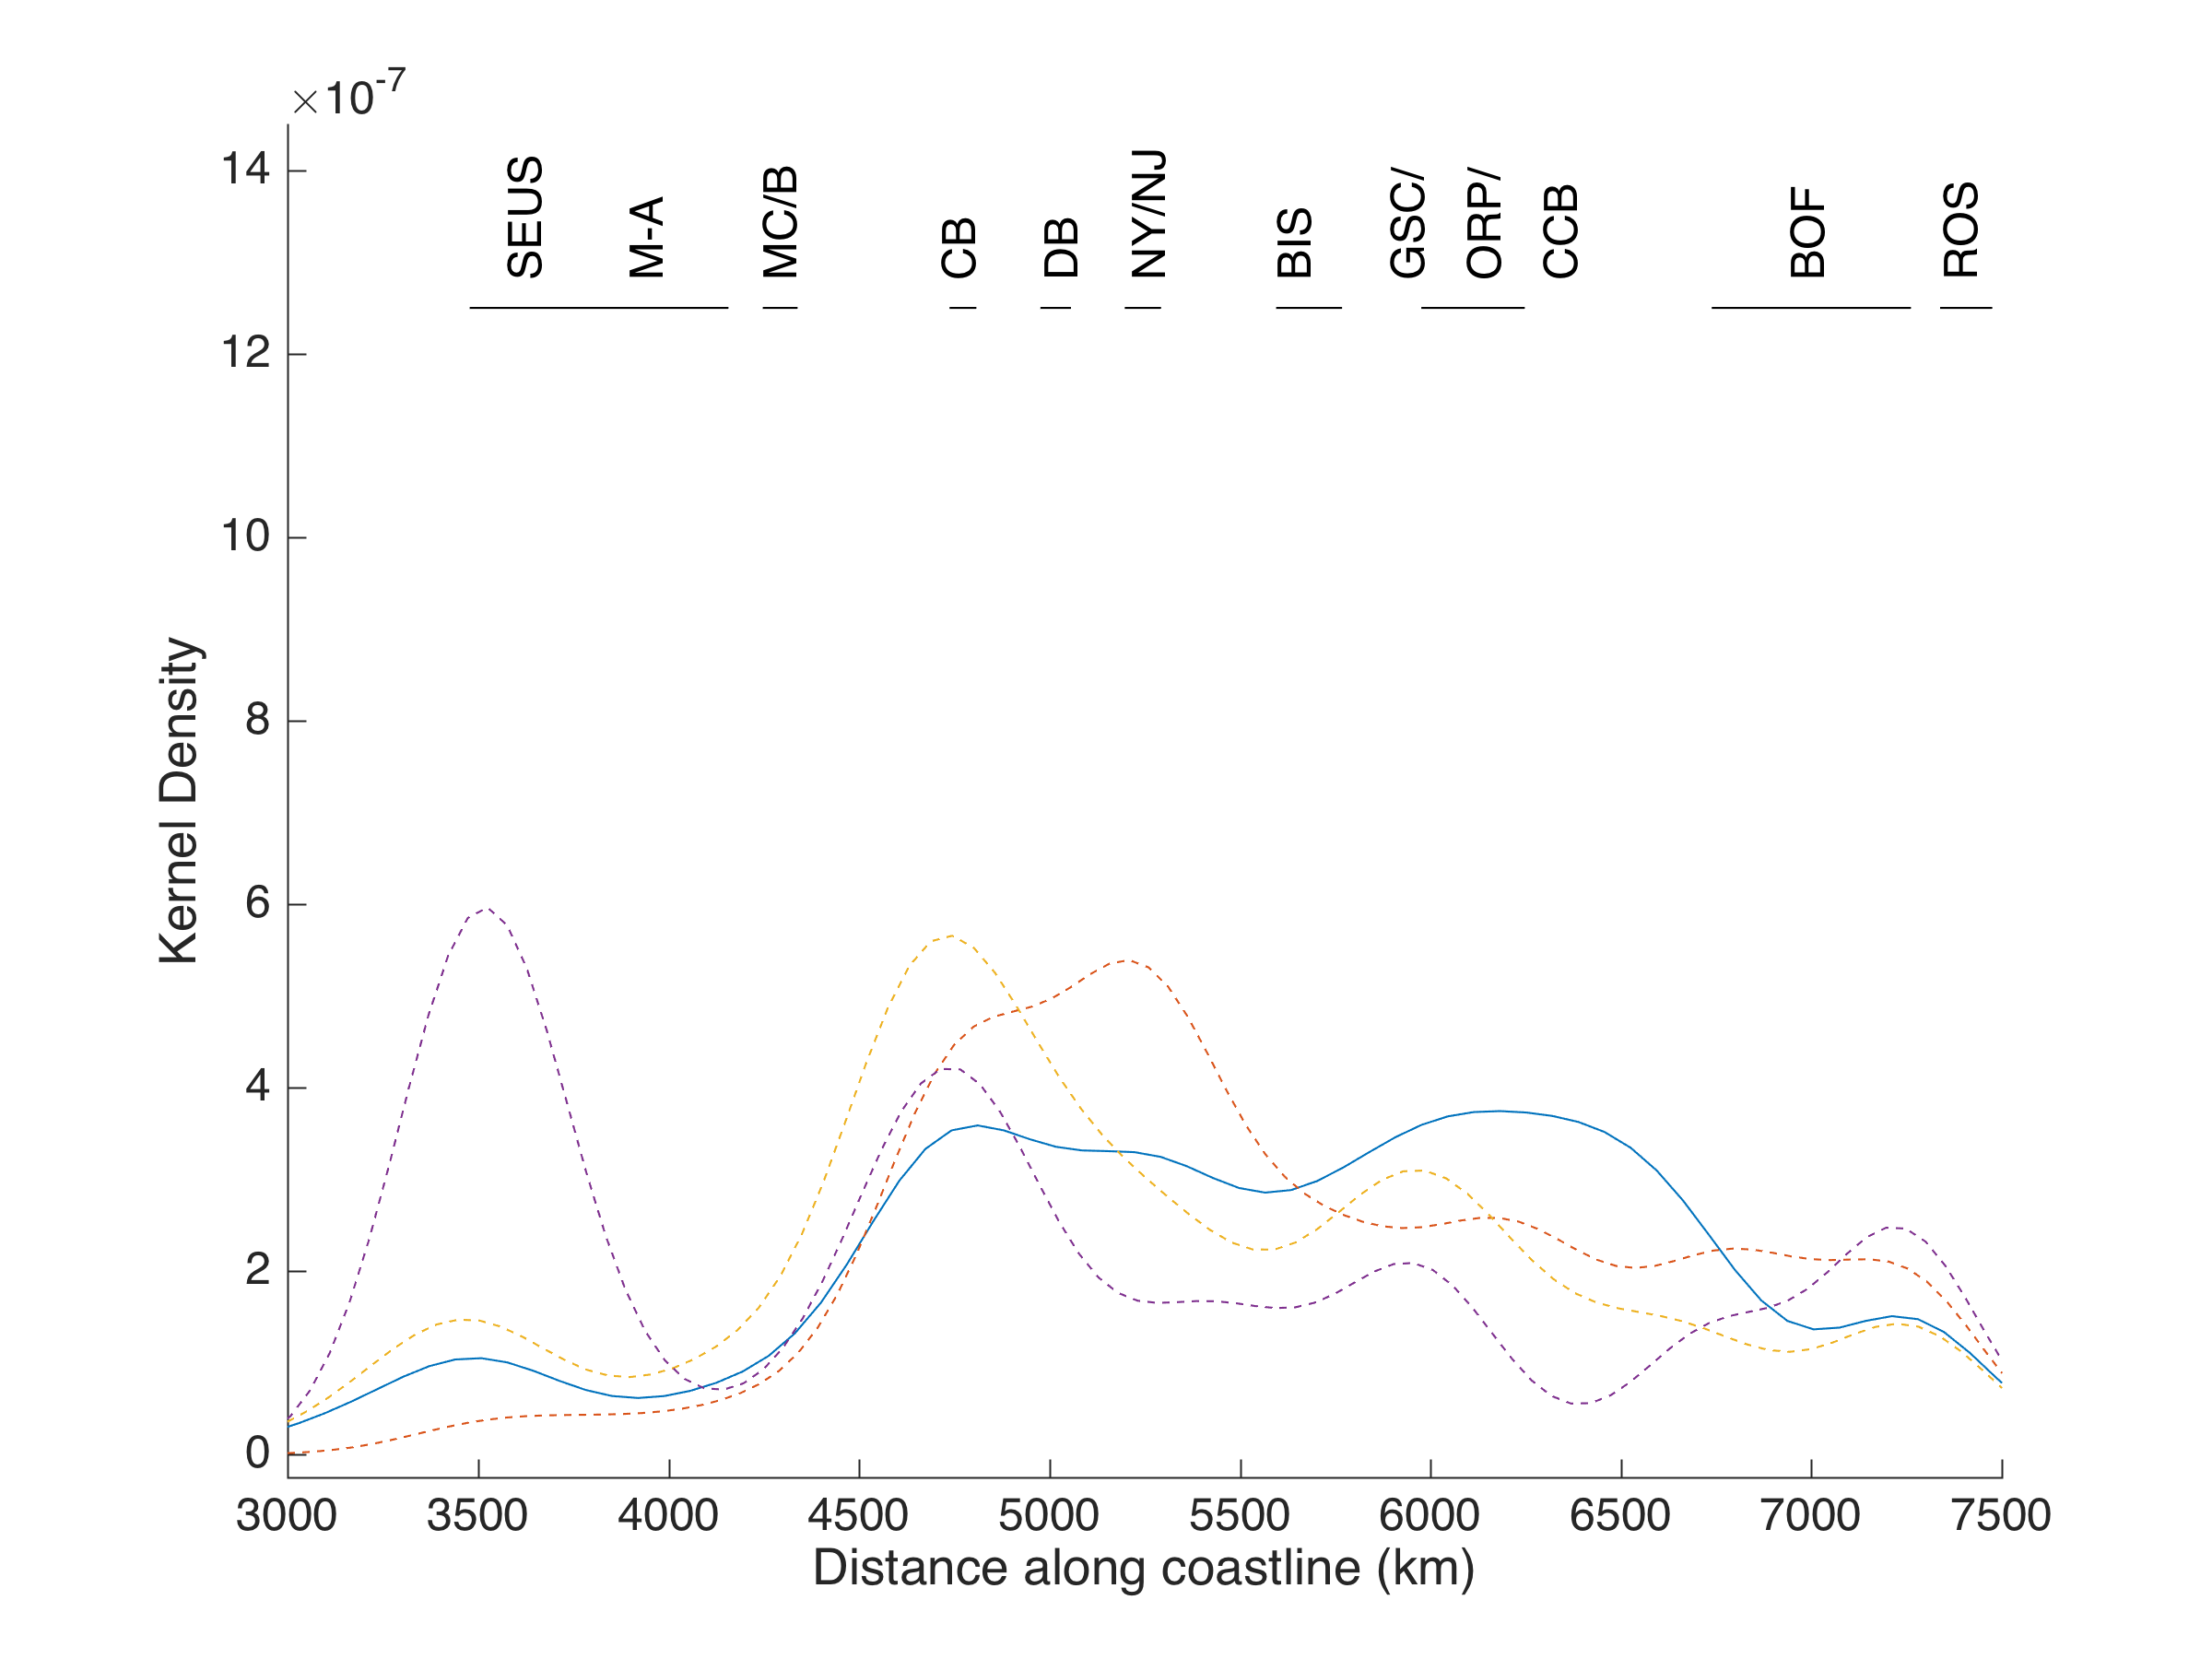 ×10-7
14
12
10
8
6
4
2
0
Kernel Density
SEUS
M-A
MC/B
CB
DB
NY/NJ
BIS
GSC/
ORP/
CCB
BOF
ROS
3000 3500 4000 4500 5000 5500 6000 6500 7000 7500
Distance along coastline (km)